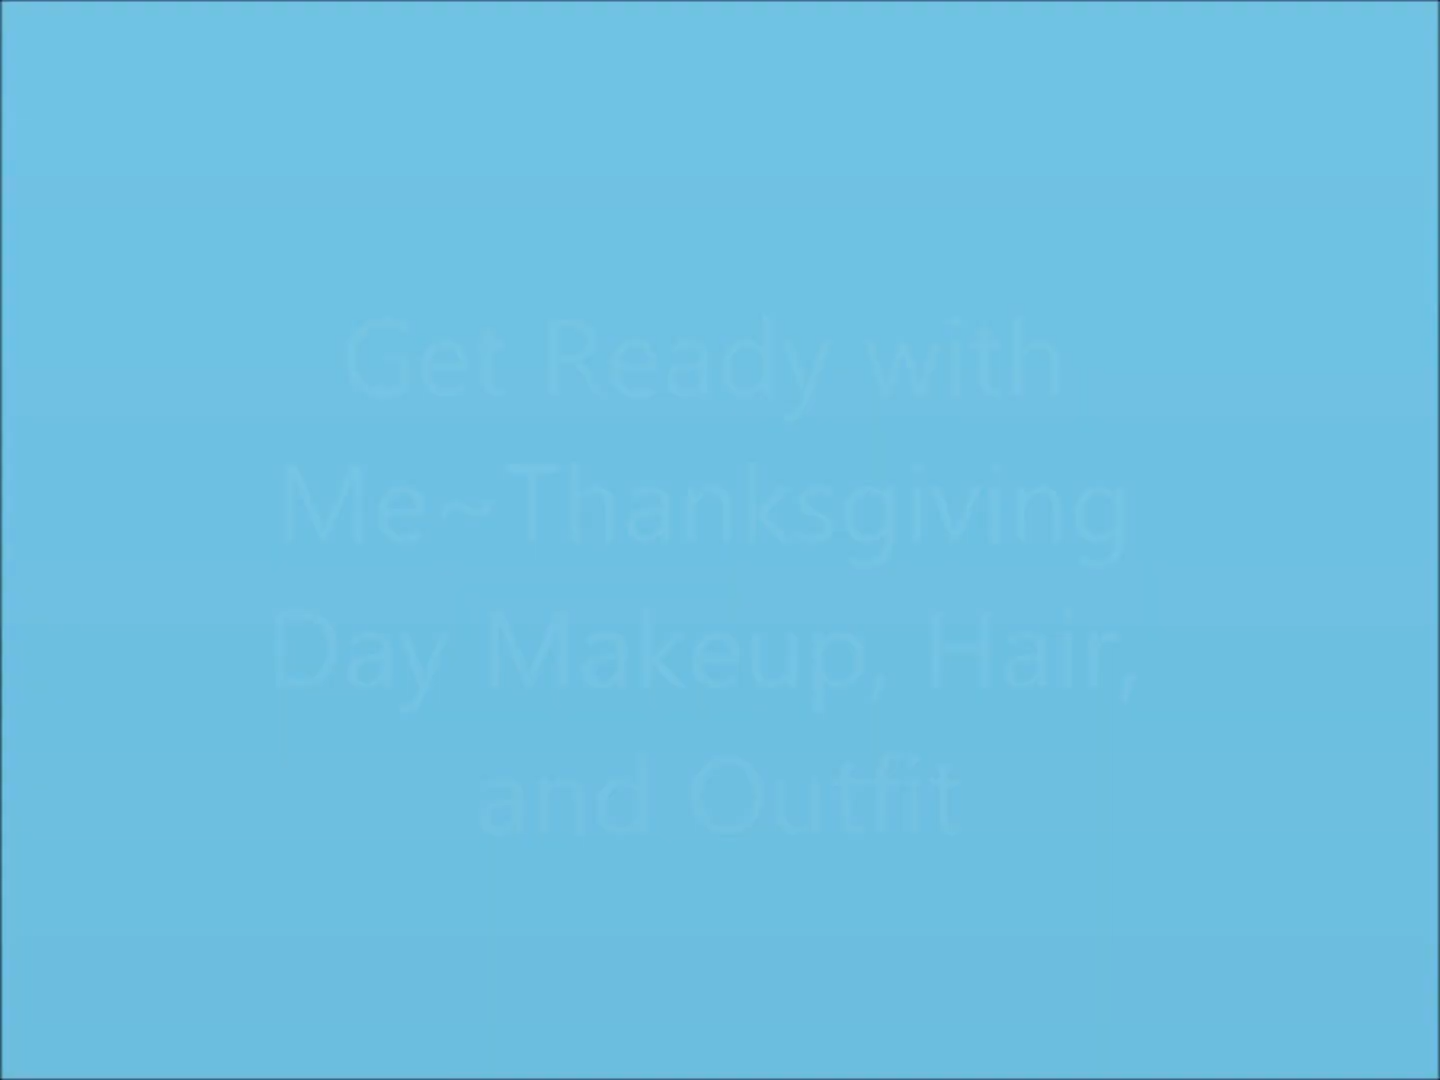 Get Ready with
Me~Thanksgiving
Day Makeup, Hair,
and Outfit